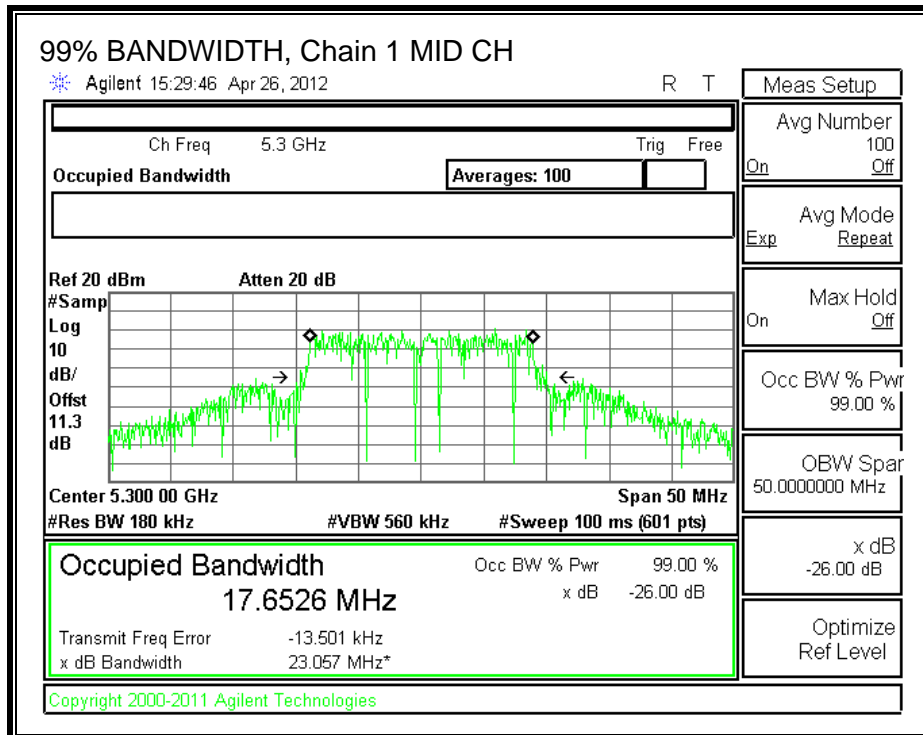 99% BANDWIDTH, Chain 1 MID CH
Agilent 15:29:46 Apr 26, 2012 R T
Ch Freq 5.3 GHz Trig Free
Occupied Bandwidth Averages: 100
Ref 20 dBm Atten 20 dB
#Samp
Log
10
dB/
Offst
11.3
dB
Center 5.300 00 GHz Span 50 MHz
#Res BW 180 kHz #VBW 560 kHz #Sweep 100 ms (601 pts)
Occupied Bandwidth Occ BW % Pwr 99.00 %
17.6526 MHz x dB -26.00 dB
Transmit Freq Error -13.501 kHz
x dB Bandwidth 23.057 MHz*
Copyright 2000-2011 Agilent Technologies
Meas Setup
Avg Number
100
On Off
Avg Mode
Exp Repeat
Max Hold
On Off
Occ BW % Pwr
99.00 %
OBW Span
50.0000000 MHz
x dB
-26.00 dB
Optimize
Ref Level